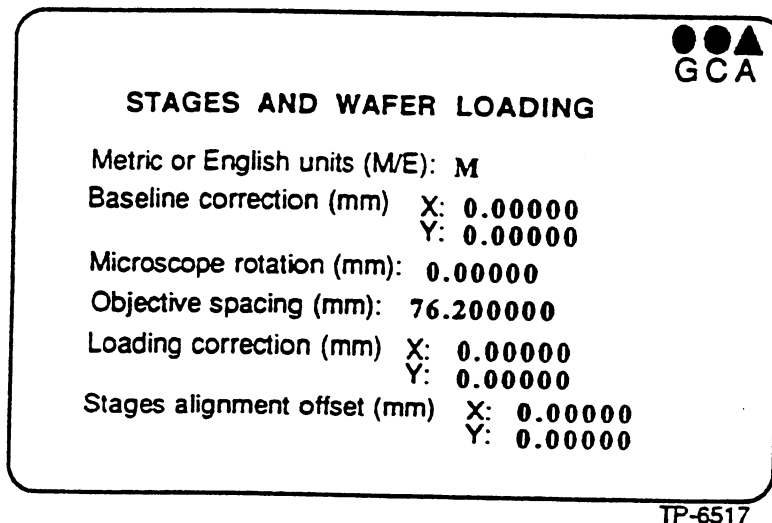 GCA
STAGES AND WAFER LOADING
Metric or English units (M/E): M
Baseline correction (mm) X: 0.00000
Y: 0.00000
Microscope rotation (mm): 0.00000
Objective spacing (mm): 76.200000
Loading correction (mm) X: 0.00000
Y: 0.00000
Stages alignment offset (mm) X: 0.00000
Y: 0.00000
TP-6517